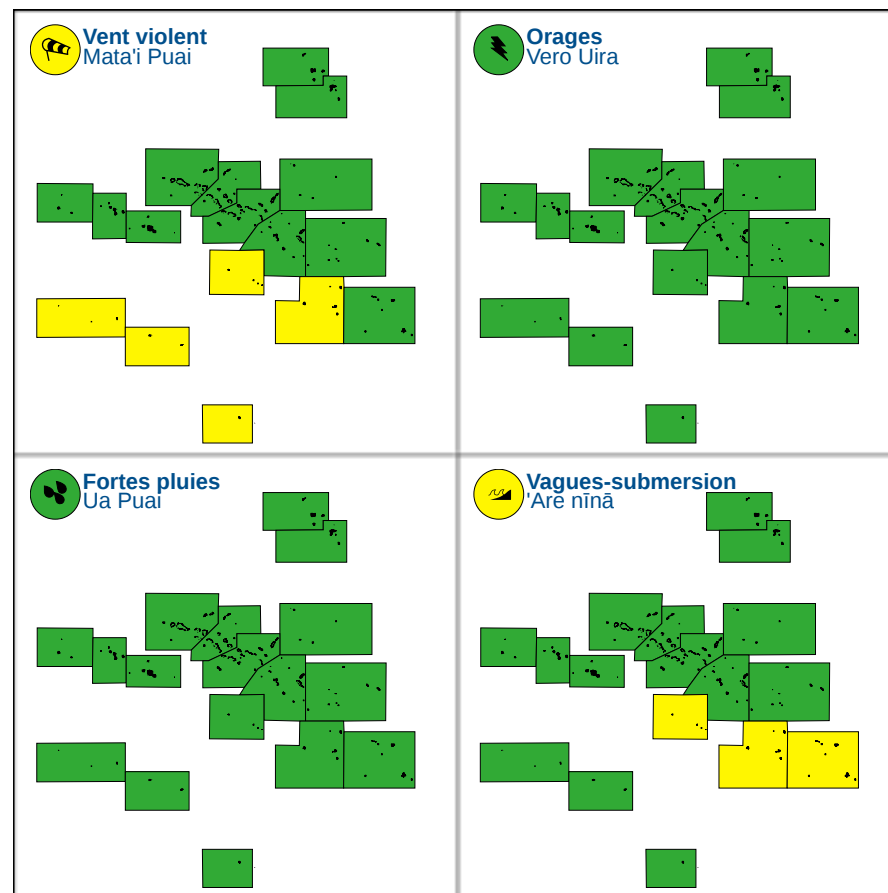 Vent violent
Mata'i Puai
Orages
Vero Uira
Fortes pluies
Ua Puai
Vagues-submersion
'Are nīnā